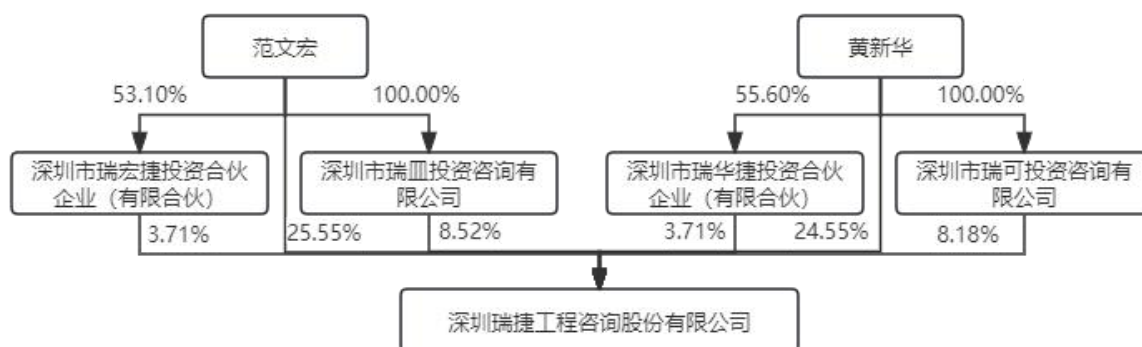 范文宏
黄新华
53.10%
100.00%
55.60%
100.00%
深圳市瑞宏捷投资合伙
企业（有限合伙）
深圳市瑞皿投资咨询有
限公司
深圳市瑞华捷投资合伙
企业（有限合伙）
深圳市瑞可投资咨询有
限公司
3.71%
25.55%
8.52%
3.71%
24.55%
8.18%
深圳瑞捷工程咨询股份有限公司